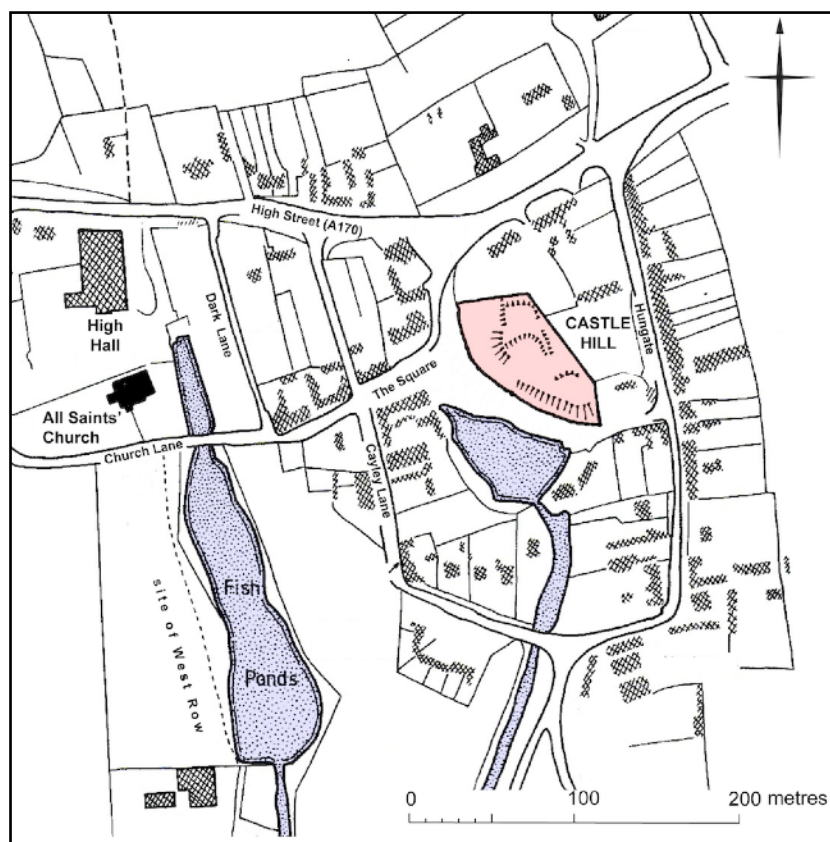 High Street (A170)
High
Hall
Dark Lane
CASTLE
HILL
Hungate
The Square
All Saints'
Church
Church Lane
Cayley Lane
site of West Row
Fish
Ponds
0 100 200 metres